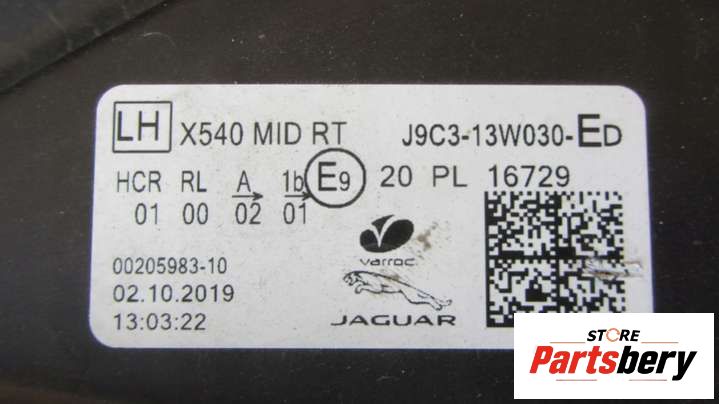 LH X540 MID RT J9C3-13W030-ED
HCR RL A 1b E9 20 PL 16729
01 00 02 01
00205983-10
02.10.2019
13:03:22
varroc
JAGUAR
STORE
Partsbery